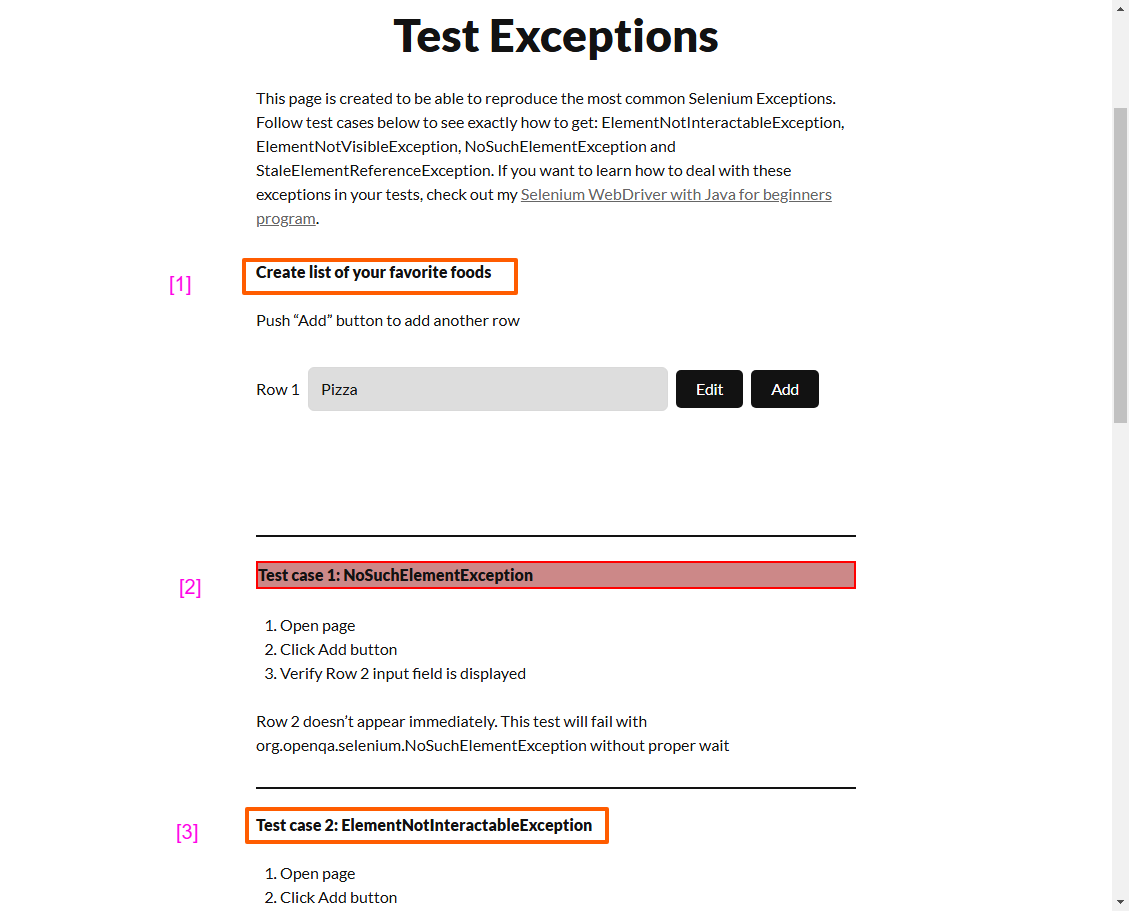 Test Exceptions
This page is created to be able to reproduce the most common Selenium Exceptions.
Follow test cases below to see exactly how to get: ElementNotInteractableException,
ElementNotVisibleException, NoSuchElementException and
StaleElementReferenceException. If you want to learn how to deal with these
exceptions in your tests, check out my Selenium WebDriver with Java for beginners
program.
[1] Create list of your favorite foods
Push “Add” button to add another row
Row 1 Pizza Edit Add
[2] Test case 1: NoSuchElementException
1. Open page
2. Click Add button
3. Verify Row 2 input field is displayed
Row 2 doesn’t appear immediately. This test will fail with
org.openqa.selenium.NoSuchElementException without proper wait
[3] Test case 2: ElementNotInteractableException
1. Open page
2. Click Add button